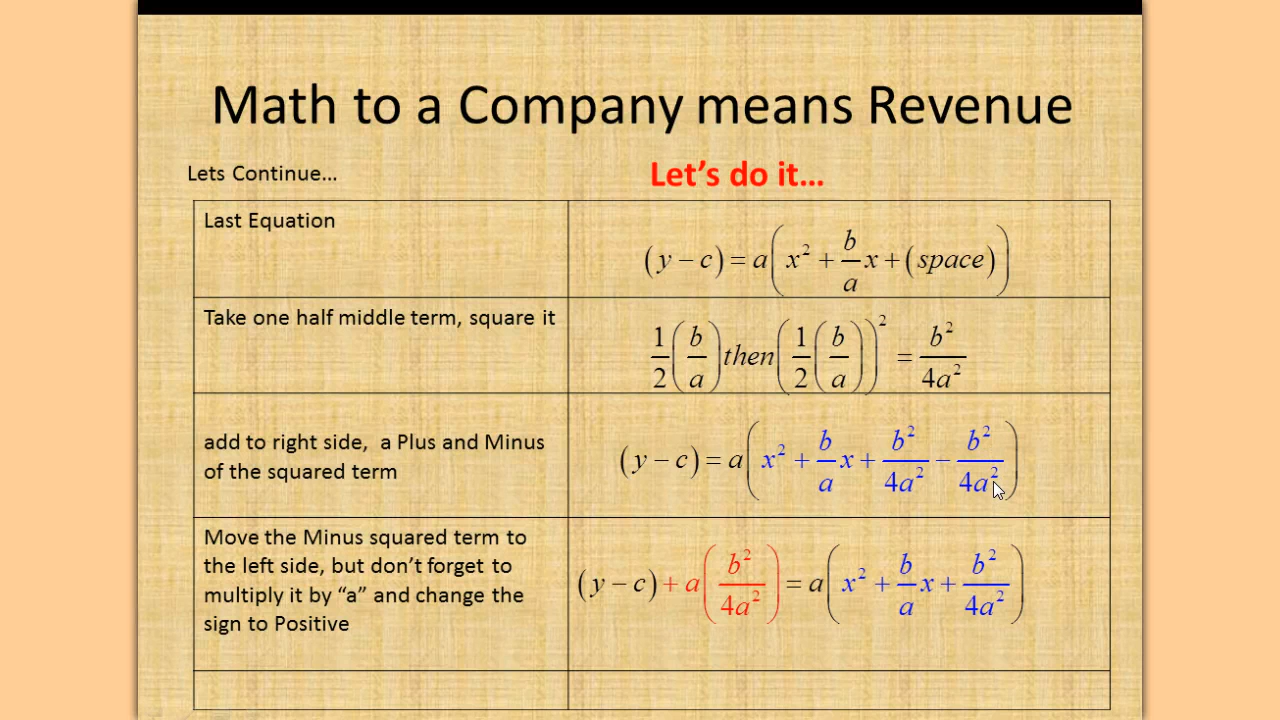 Math to a Company means Revenue
Lets Continue...
Let's do it...
Last Equation
(y − c) = a(x² + b/a x + (space))
Take one half middle term, square it
1/2 (b/a) then (1/2 (b/a))² = b²/4a²
add to right side, a Plus and Minus
of the squared term
(y − c) = a(x² + b/a x + b²/4a² − b²/4a²)
Move the Minus squared term to
the left side, but don't forget to
multiply it by “a” and change the
sign to Positive
(y − c) + a(b²/4a²) = a(x² + b/a x + b²/4a²)